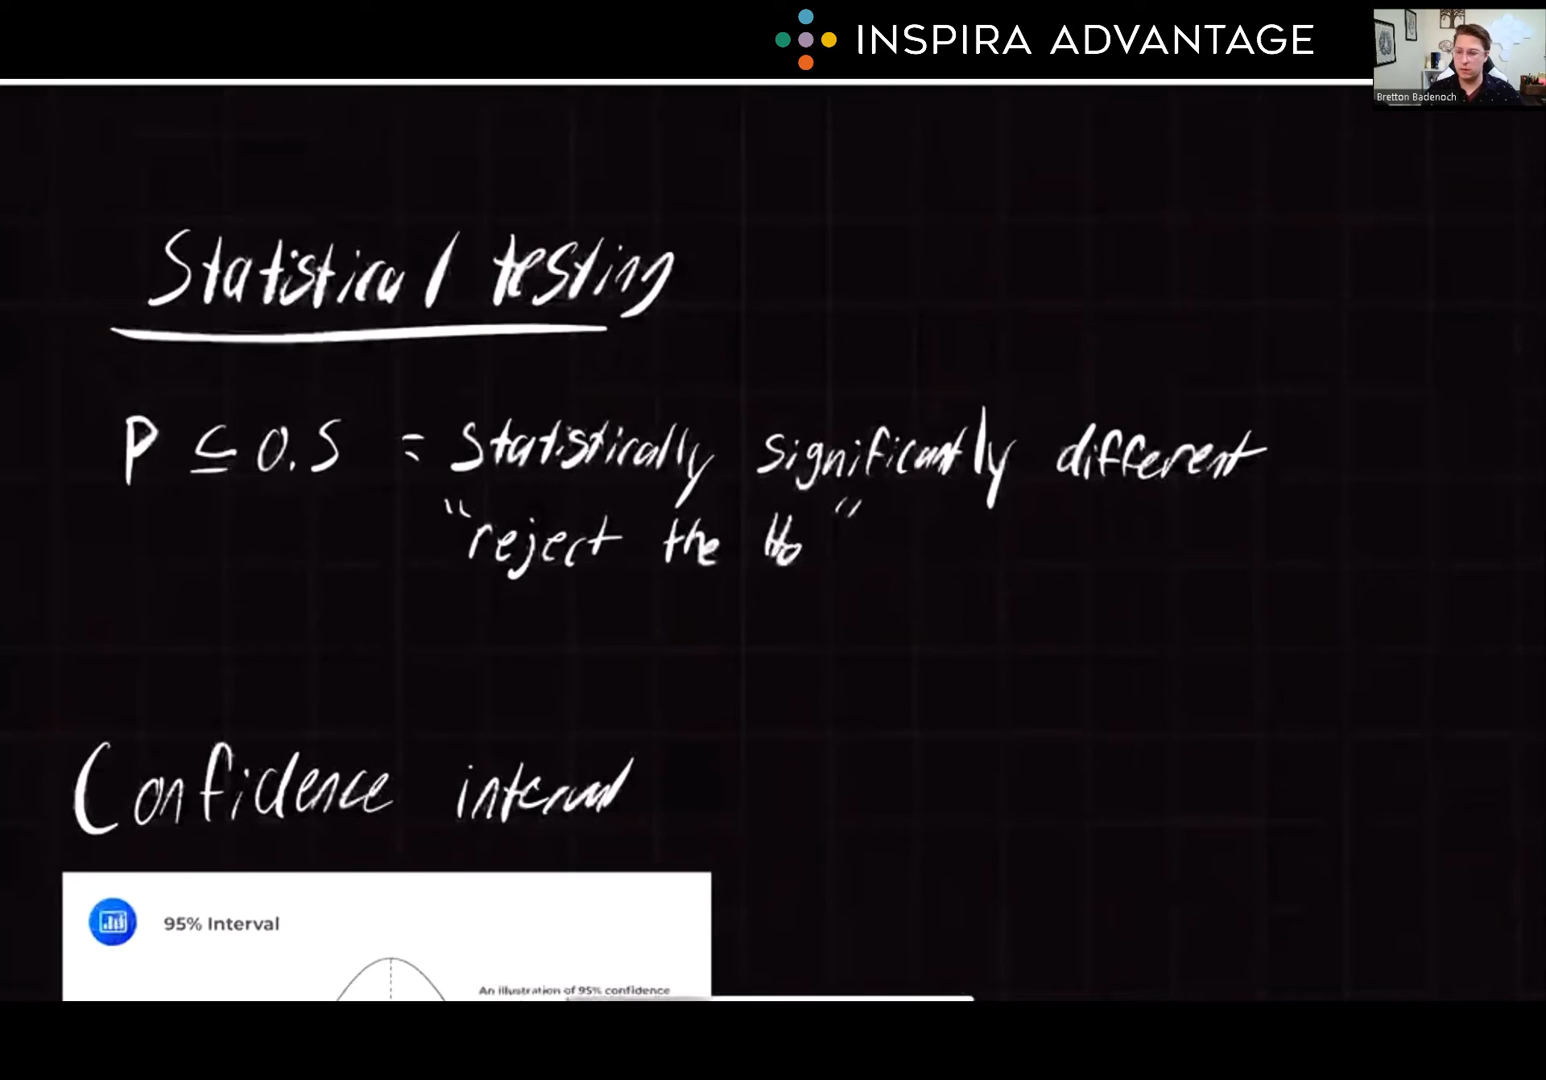 INSPIRA ADVANTAGE
Bretton Badenoch
Statistical testing
P ≤ 0.5 = Statistically significantly different
"reject the H₀"
Confidence interval
95% Interval
An illustration of 95% confidence